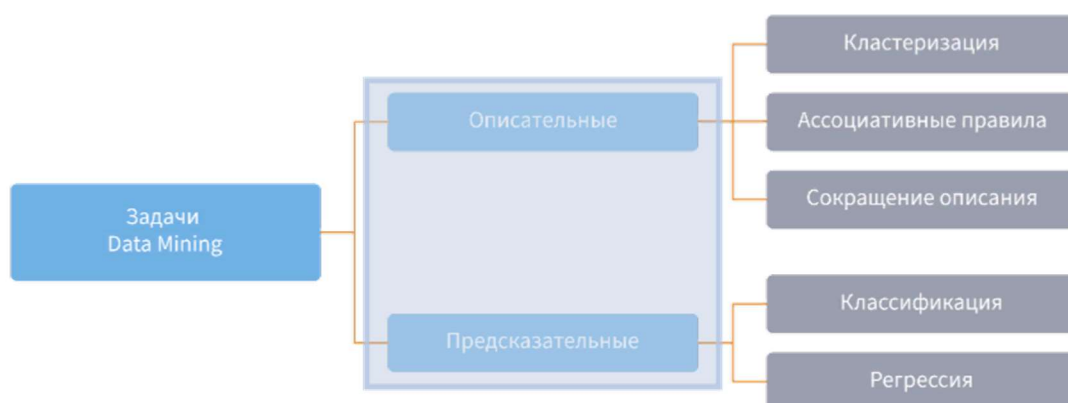 Задачи
Data Mining
Описательные
Кластеризация
Ассоциативные правила
Сокращение описания
Предсказательные
Классификация
Регрессия